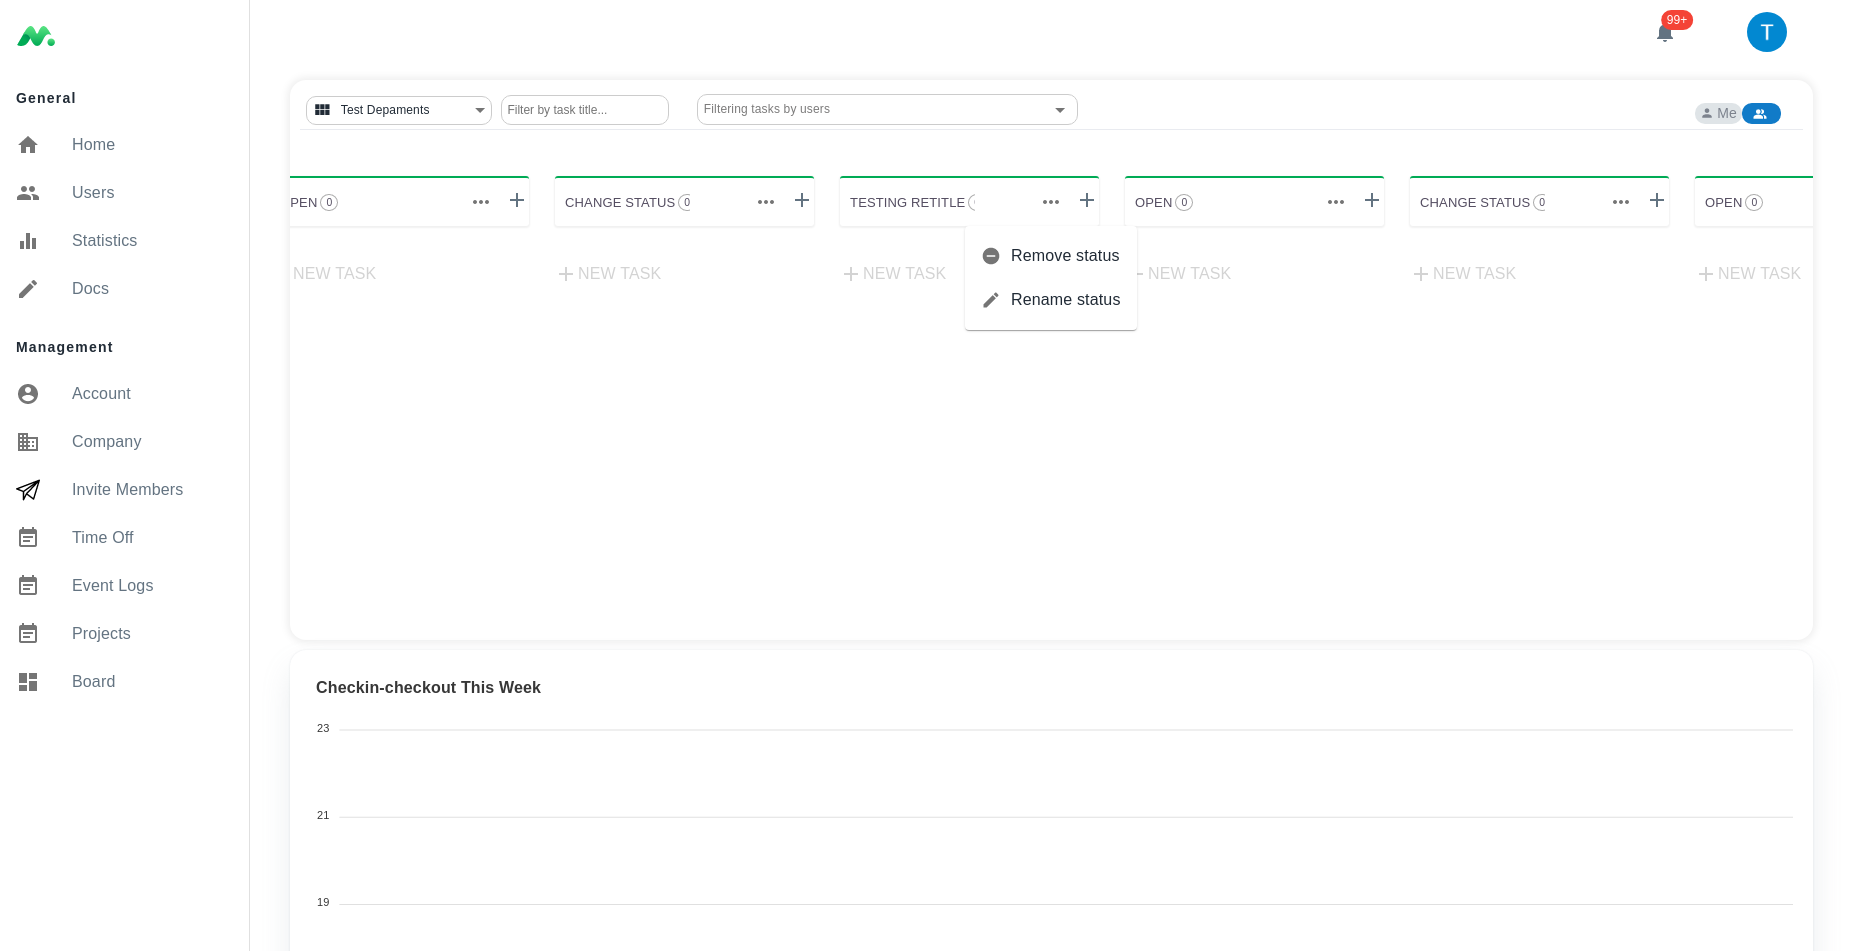 99+
T
General
Home
Users
Statistics
Docs
Management
Account
Company
Invite Members
Time Off
Event Logs
Projects
Board
Test Depaments
Filter by task title...
Filtering tasks by users
Me
PEN 0
CHANGE STATUS 0
TESTING RETITLE
OPEN 0
CHANGE STATUS 0
OPEN 0
NEW TASK
NEW TASK
NEW TASK
NEW TASK
NEW TASK
NEW TASK
Remove status
Rename status
Checkin-checkout This Week
23
21
19